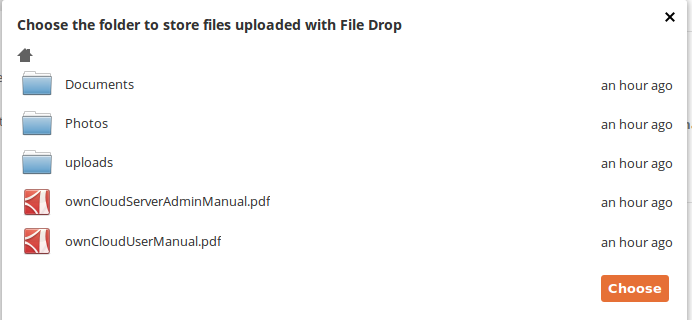 Choose the folder to store files uploaded with File Drop
Documents an hour ago
Photos an hour ago
uploads an hour ago
ownCloudServerAdminManual.pdf an hour ago
ownCloudUserManual.pdf an hour ago
Choose